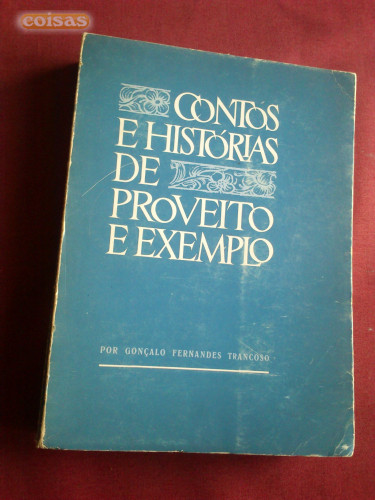 coisas
CONTOS
E HISTÓRIAS
DE
PROVEITO
E EXEMPLO
POR GONÇALO FERNANDES TRANCOSO